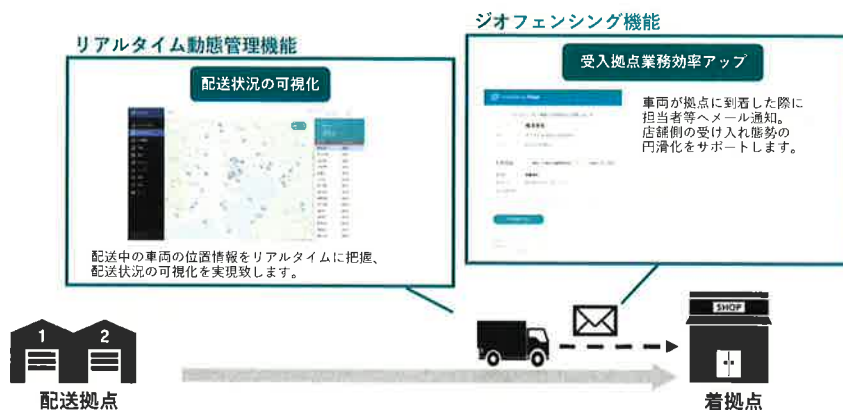 リアルタイム動態管理機能
配送状況の可視化
配送中の車両の位置情報をリアルタイムに把握、
配送状況の可視化を実現致します。
ジオフェンシング機能
受入拠点業務効率アップ
車両が拠点に到着した際に
担当者等へメール通知。
店舗側の受け入れ態勢の
円滑化をサポートします。
1
2
配送拠点
SHOP
着拠点